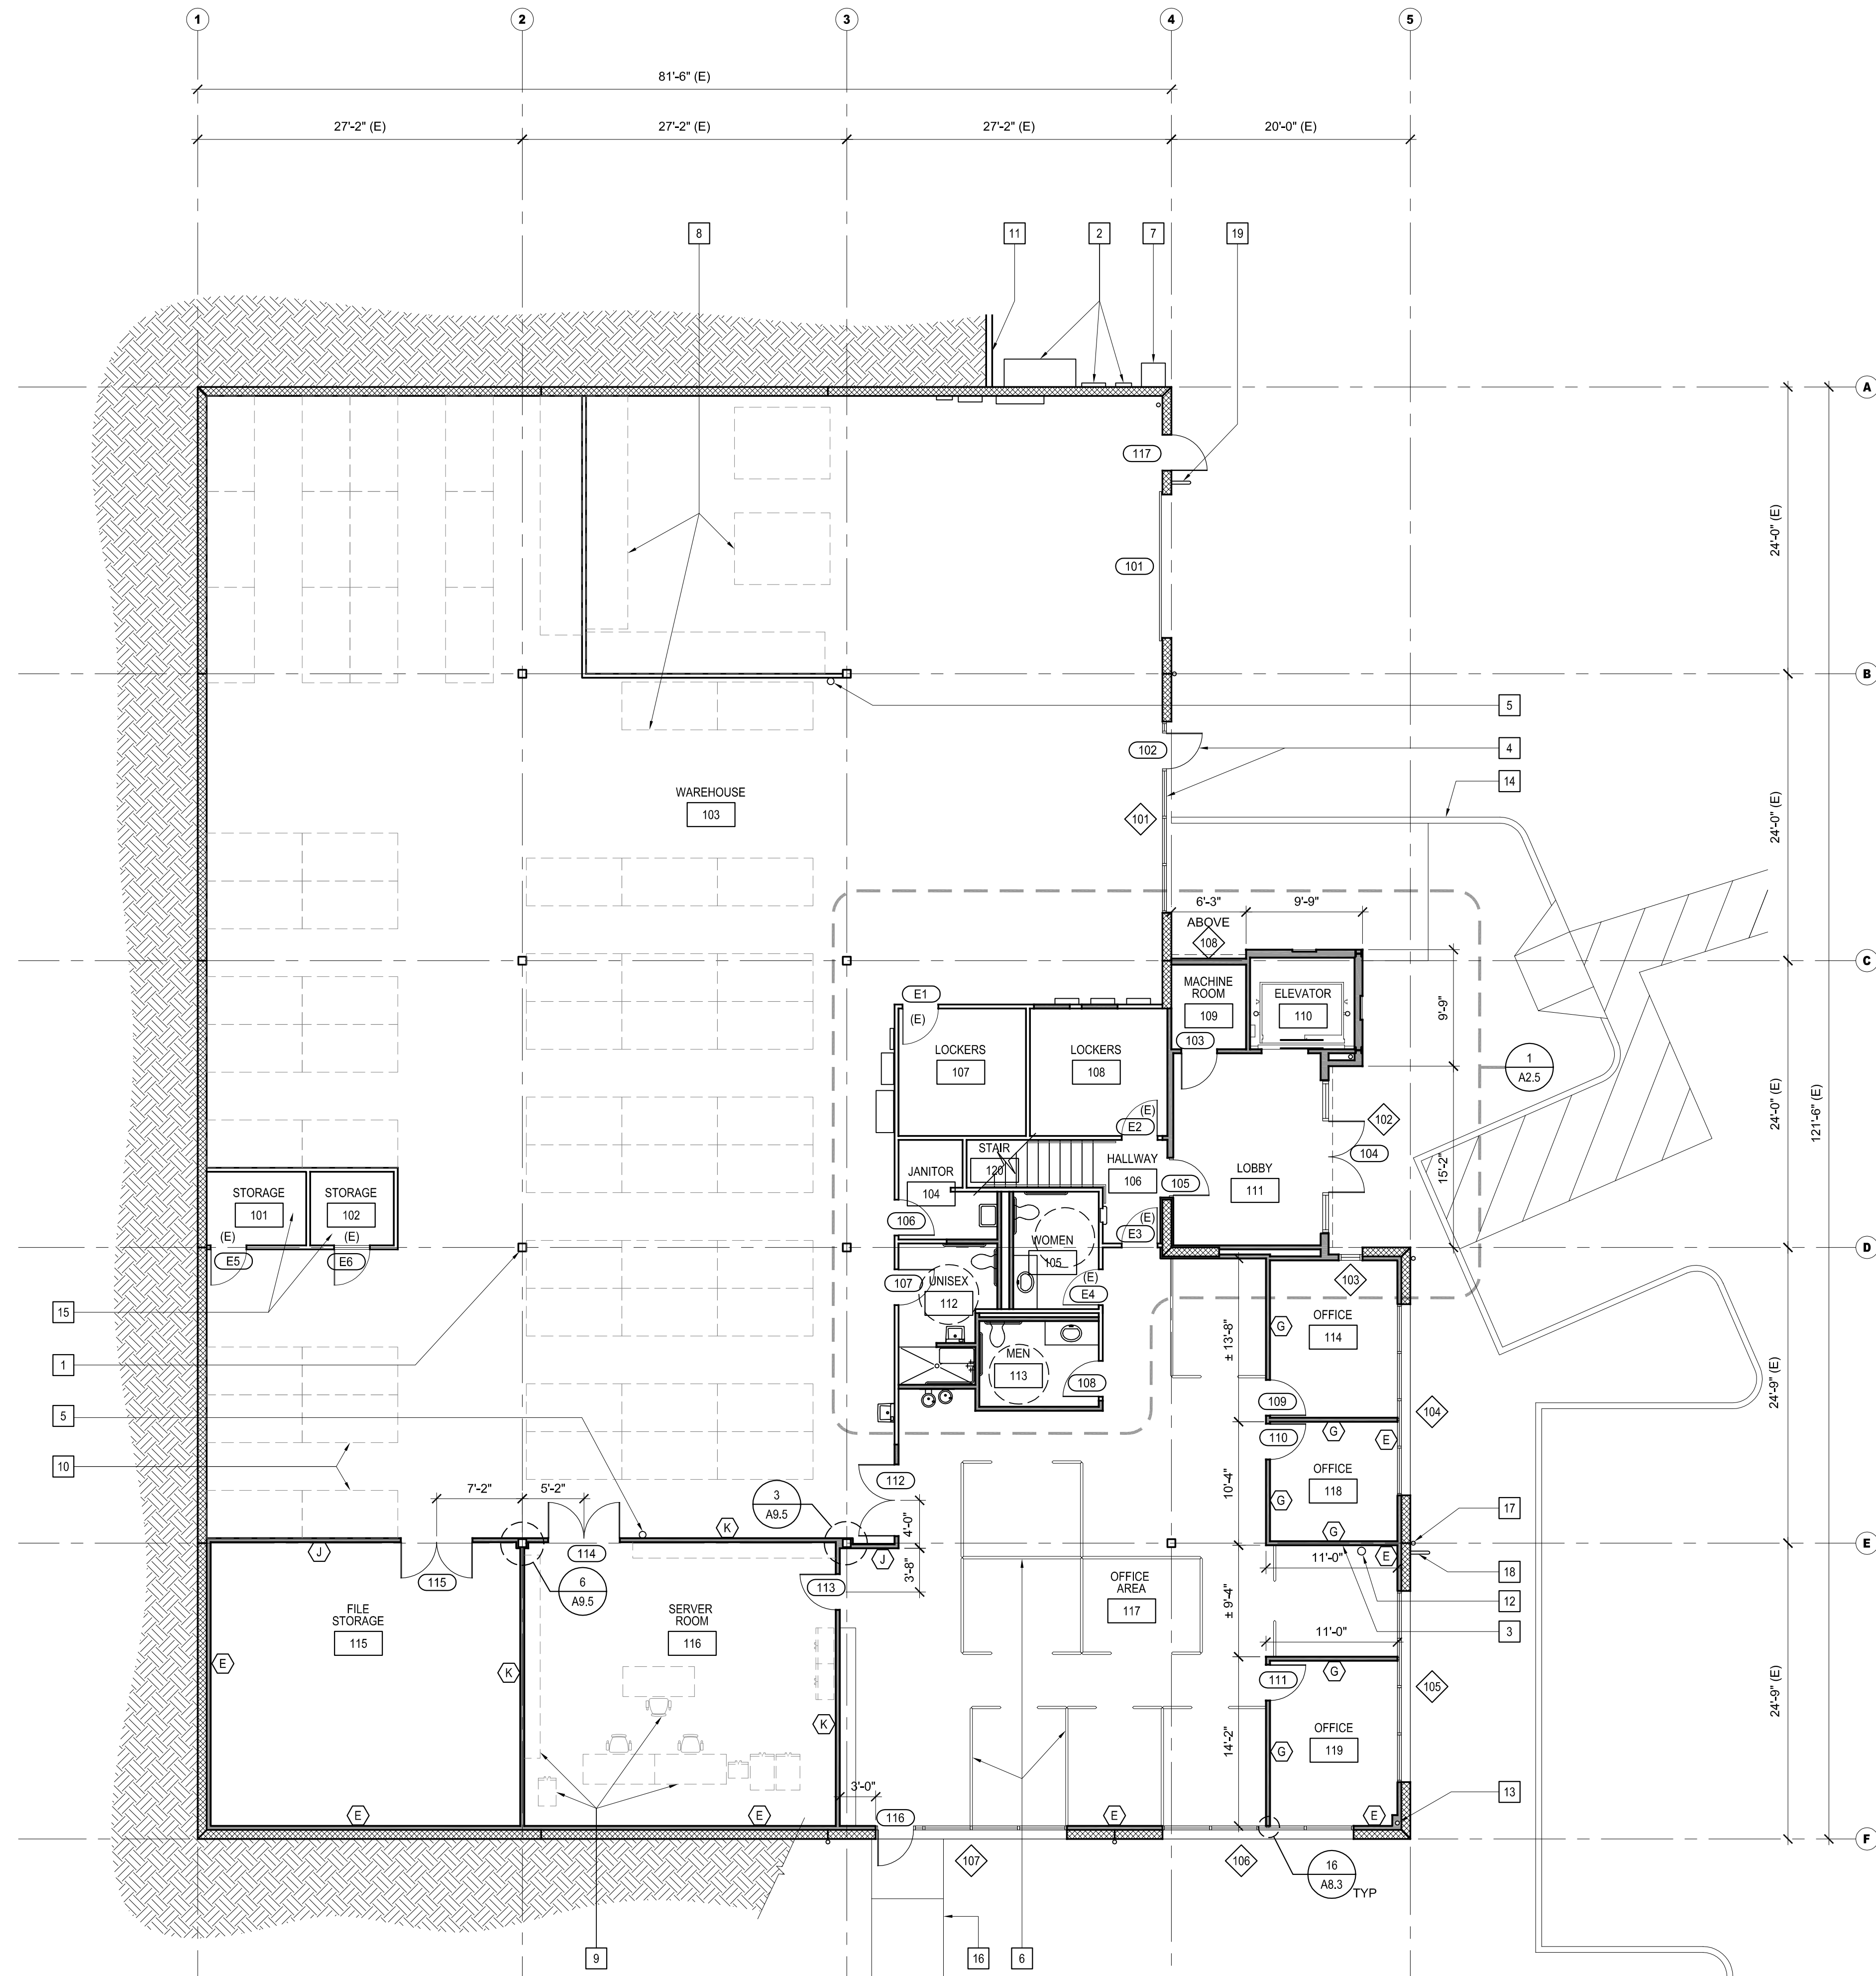 1
2
3
4
5
81'-6" (E)
27'-2" (E)
27'-2" (E)
27'-2" (E)
20'-0" (E)
8
11
2
7
19
A
117
24'-0" (E)
101
B
5
102
4
14
WAREHOUSE
103
101
24'-0" (E)
6'-3"
9'-9"
ABOVE
108
C
E1
(E)
MACHINE
ROOM
109
ELEVATOR
110
9'-9"
103
LOCKERS
107
LOCKERS
108
1
A2.5
24'-0" (E)
121'-6" (E)
(E)
E2
102
104
STAIR
120
HALLWAY
106
JANITOR
104
105
LOBBY
111
15'-2"
STORAGE
101
STORAGE
102
(E)
(E)
E5
E6
106
(E)
E3
WOMEN
105
D
107
UNISEX
112
(E)
E4
103
15
OFFICE
114
G
± 13'-8"
1
MEN
113
108
24'-9" (E)
109
104
5
110
G
E
10
OFFICE
118
112
10'-4"
G
7'-2"
5'-2"
3
A9.5
17
K
4'-0"
G
E
J
114
J
11'-0"
E
115
6
A9.5
113
3'-8"
18
OFFICE
AREA
117
12
± 9'-4"
FILE
STORAGE
115
SERVER
ROOM
116
11'-0"
3
E
K
111
G
105
24'-9" (E)
K
OFFICE
119
14'-2"
G
3'-0"
13
E
E
116
E
E
F
107
106
16
A8.3
TYP
9
16
6